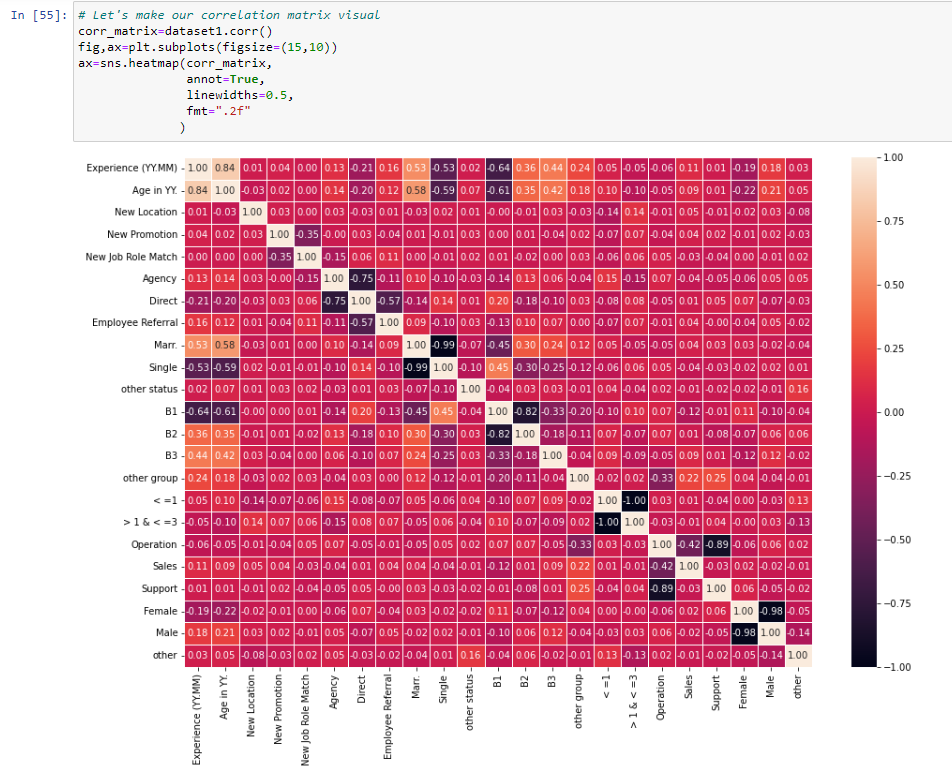 In [55]: # Let's make our correlation matrix visual
corr_matrix=dataset1.corr()
fig,ax=plt.subplots(figsize=(15,10))
ax=sns.heatmap(corr_matrix,
annot=True,
linewidths=0.5,
fmt=".2f"
)
Experience (YY.MM) 1.00 0.84 0.01 0.04 0.00 0.13 -0.21 0.16 0.53 -0.53 0.02 -0.64 0.36 0.44 0.24 0.05 -0.05 -0.06 0.11 0.01 -0.19 0.18 0.03
Age in YY. 0.84 1.00 -0.03 0.02 0.00 0.14 -0.20 0.12 0.58 -0.59 0.07 -0.61 0.35 0.42 0.18 0.10 -0.10 -0.05 0.09 0.01 -0.22 0.21 0.05
New Location 0.01 -0.03 1.00 0.03 0.00 0.03 -0.03 0.01 -0.03 0.02 0.01 -0.00 -0.01 0.03 -0.03 -0.14 0.14 -0.01 0.05 -0.01 -0.02 0.03 -0.08
New Promotion 0.04 0.02 0.03 1.00 -0.35 -0.00 0.03 -0.04 0.01 -0.01 0.03 0.00 0.01 -0.04 0.02 -0.07 0.07 -0.04 0.04 0.02 -0.01 0.02 -0.03
New Job Role Match 0.00 0.00 0.00 -0.35 1.00 -0.15 0.06 0.11 0.00 -0.01 0.02 0.01 -0.02 -0.00 0.03 -0.06 0.06 0.05 -0.03 -0.04 0.00 -0.01 0.02
Agency 0.13 0.14 0.03 -0.00 -0.15 1.00 -0.75 -0.11 0.10 -0.10 -0.03 -0.14 0.13 0.06 -0.04 0.15 -0.15 0.07 -0.04 -0.05 -0.06 0.05 0.05
Direct -0.21 -0.20 -0.03 0.03 0.06 -0.75 1.00 -0.57 -0.14 0.14 0.01 0.20 -0.18 -0.10 0.03 -0.08 0.08 -0.05 0.01 0.05 0.07 -0.07 -0.03
Employee Referral 0.16 0.12 0.01 -0.04 0.11 -0.11 -0.57 1.00 0.09 -0.10 0.03 -0.13 0.10 0.07 0.00 -0.07 0.07 -0.01 0.04 -0.00 -0.04 0.05 -0.02
Marr. 0.53 0.58 -0.03 0.01 0.00 0.10 -0.14 0.09 1.00 -0.99 -0.07 -0.45 0.30 0.24 0.12 0.05 -0.05 -0.05 0.04 0.03 0.03 -0.02 -0.04
Single -0.53 -0.59 0.02 -0.01 -0.01 -0.10 0.14 -0.10 -0.99 1.00 -0.10 0.45 -0.30 -0.25 -0.12 -0.06 0.06 0.05 -0.04 -0.03 -0.02 0.02 0.01
other status 0.02 0.07 0.01 0.03 0.02 -0.03 0.01 0.03 -0.07 -0.10 1.00 -0.04 0.03 0.03 -0.01 0.04 -0.04 0.02 -0.01 -0.02 -0.02 -0.01 0.16
B1 -0.64 -0.61 -0.00 0.00 0.01 -0.14 0.20 -0.13 -0.45 0.45 -0.04 1.00 -0.82 -0.33 -0.20 -0.10 0.10 0.07 -0.12 -0.01 0.11 -0.10 -0.04
B2 0.36 0.35 -0.01 0.01 -0.02 0.13 -0.18 0.10 0.30 -0.30 0.03 -0.82 1.00 -0.18 -0.11 0.07 -0.07 0.07 0.01 -0.08 -0.07 0.06 0.06
B3 0.44 0.42 0.03 -0.04 -0.00 0.06 -0.10 0.07 0.24 -0.25 0.03 -0.33 -0.18 1.00 -0.04 0.09 -0.09 -0.05 0.09 0.01 -0.12 0.12 -0.02
other group 0.24 0.18 -0.03 0.02 0.03 -0.04 0.03 0.00 0.12 -0.12 -0.01 -0.20 -0.11 -0.04 1.00 -0.02 0.02 -0.33 0.22 0.25 0.04 -0.04 -0.01
< =1 0.05 0.10 -0.14 -0.07 -0.06 0.15 -0.08 -0.07 0.05 -0.06 0.04 -0.10 0.07 0.09 -0.02 1.00 -1.00 0.03 0.01 -0.04 0.00 -0.03 0.13
> 1 & < =3 -0.05 -0.10 0.14 0.07 0.06 -0.15 0.08 0.07 -0.05 0.06 -0.04 0.10 -0.07 -0.09 0.02 -1.00 1.00 -0.03 -0.01 0.04 -0.00 0.03 -0.13
Operation -0.06 -0.05 -0.01 -0.04 0.05 0.07 -0.05 -0.01 -0.05 0.05 0.02 0.07 0.07 -0.05 -0.33 0.03 -0.03 1.00 -0.42 -0.89 -0.06 0.06 0.02
Sales 0.11 0.09 0.05 0.04 -0.03 -0.04 0.01 0.04 0.04 -0.04 -0.01 -0.12 0.01 0.09 0.22 0.01 -0.01 -0.42 1.00 -0.03 0.02 -0.02 -0.01
Support 0.01 0.01 -0.01 0.02 -0.04 -0.05 0.05 -0.00 0.03 -0.03 -0.02 -0.01 -0.08 0.01 0.25 -0.04 0.04 -0.89 -0.03 1.00 0.06 -0.05 -0.02
Female -0.19 -0.22 -0.02 -0.01 0.00 -0.06 0.07 -0.04 0.03 -0.02 -0.02 0.11 -0.07 -0.12 0.04 0.00 -0.00 -0.06 0.02 0.06 1.00 -0.98 -0.05
Male 0.18 0.21 0.03 0.02 -0.01 0.05 -0.07 0.05 -0.02 0.02 -0.01 -0.10 0.06 0.12 -0.04 -0.03 0.03 0.06 -0.02 -0.05 -0.98 1.00 -0.14
other 0.03 0.05 -0.08 -0.03 0.02 0.05 -0.03 -0.02 -0.04 0.01 0.16 -0.04 0.06 -0.02 -0.01 0.13 -0.13 0.02 -0.01 -0.02 -0.05 -0.14 1.00
Experience (YY.MM) Age in YY. New Location New Promotion New Job Role Match Agency Direct Employee Referral Marr. Single other status B1 B2 B3 other group < =1 > 1 & < =3 Operation Sales Support Female Male other
1.00
0.75
0.50
0.25
0.00
−0.25
−0.50
−0.75
−1.00